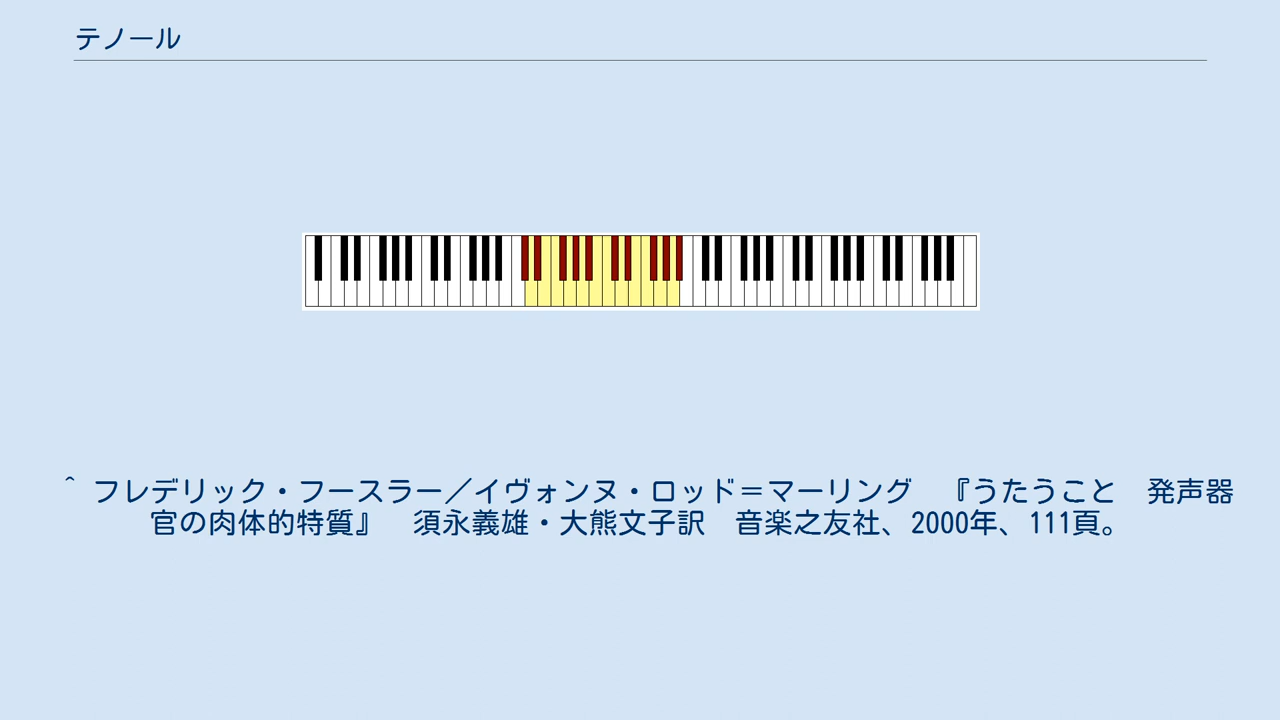 テノール
^ フレデリック・フースラー／イヴォンヌ・ロッド＝マーリング　『うたうこと　発声器
官の肉体的特質』　須永義雄・大熊文子訳　音楽之友社、2000年、111頁。